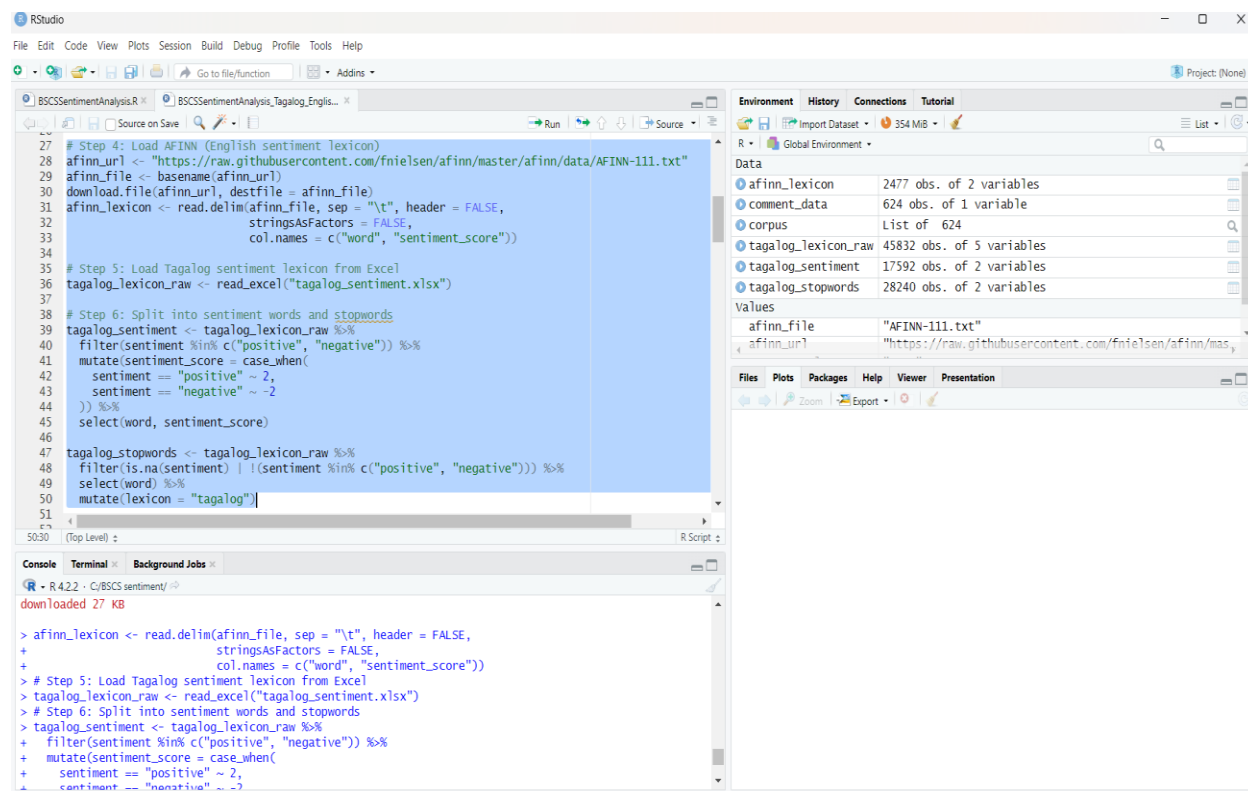 RStudio
File Edit Code View Plots Session Build Debug Profile Tools Help
Go to file/function Addins
Project: (None)
BSCSSentimentAnalysis.R BSCSSentimentAnalysis_Tagalog_Englis...
Source on Save Run Source
27 # Step 4: Load AFINN (English sentiment lexicon)
28 afinn_url <- "https://raw.githubusercontent.com/fnielsen/afinn/master/afinn/data/AFINN-111.txt"
29 afinn_file <- basename(afinn_url)
30 download.file(afinn_url, destfile = afinn_file)
31 afinn_lexicon <- read.delim(afinn_file, sep = "\t", header = FALSE,
32 stringsAsFactors = FALSE,
33 col.names = c("word", "sentiment_score"))
34
35 # Step 5: Load Tagalog sentiment lexicon from Excel
36 tagalog_lexicon_raw <- read_excel("tagalog_sentiment.xlsx")
37
38 # Step 6: Split into sentiment words and stopwords
39 tagalog_sentiment <- tagalog_lexicon_raw %>%
40 filter(sentiment %in% c("positive", "negative")) %>%
41 mutate(sentiment_score = case_when(
42 sentiment == "positive" ~ 2,
43 sentiment == "negative" ~ -2
44 )) %>%
45 select(word, sentiment_score)
46
47 tagalog_stopwords <- tagalog_lexicon_raw %>%
48 filter(is.na(sentiment) | !(sentiment %in% c("positive", "negative"))) %>%
49 select(word) %>%
50 mutate(lexicon = "tagalog")
51
50:30 (Top Level) R Script
Console Terminal Background Jobs
R 4.2.2 · C:/BSCS sentiment/
downloaded 27 KB
> afinn_lexicon <- read.delim(afinn_file, sep = "\t", header = FALSE,
+ stringsAsFactors = FALSE,
+ col.names = c("word", "sentiment_score"))
> # Step 5: Load Tagalog sentiment lexicon from Excel
> tagalog_lexicon_raw <- read_excel("tagalog_sentiment.xlsx")
> # Step 6: Split into sentiment words and stopwords
> tagalog_sentiment <- tagalog_lexicon_raw %>%
+ filter(sentiment %in% c("positive", "negative")) %>%
+ mutate(sentiment_score = case_when(
+ sentiment == "positive" ~ 2,
+ sentiment == "negative" ~ -2
Environment History Connections Tutorial
Import Dataset 354 MiB List
R Global Environment
Data
afinn_lexicon 2477 obs. of 2 variables
comment_data 624 obs. of 1 variable
corpus List of 624
tagalog_lexicon_raw 45832 obs. of 5 variables
tagalog_sentiment 17592 obs. of 2 variables
tagalog_stopwords 28240 obs. of 2 variables
Values
afinn_file "AFINN-111.txt"
afinn_url "https://raw.githubusercontent.com/fnielsen/afinn/mas
Files Plots Packages Help Viewer Presentation
Zoom Export